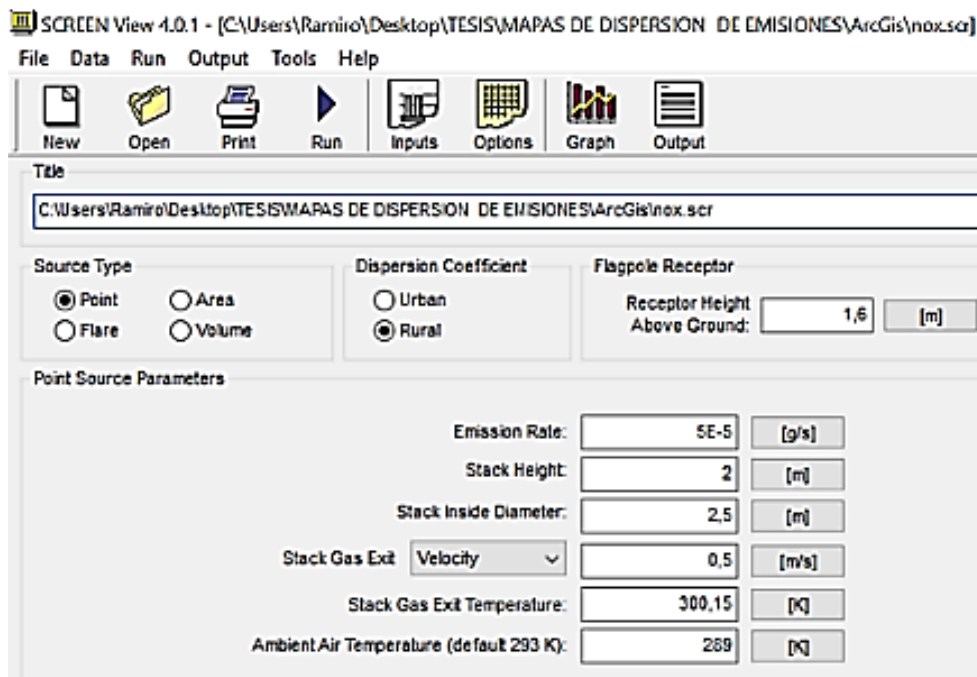 SCREEN View 4.0.1 - [C:\Users\Ramiro\Desktop\TESIS\MAPAS DE DISPERSION DE EMISIONES\ArcGis\nox.scr]
File Data Run Output Tools Help
New Open Print Run Inputs Options Graph Output
Title
C:\Users\Ramiro\Desktop\TESIS\MAPAS DE DISPERSION DE EMISIONES\ArcGis\nox.scr
Source Type Dispersion Coefficient Flagpole Receptor
Point Area Urban Receptor Height
Above Ground: 1,6 [m]
Flare Volume Rural
Point Source Parameters
Emission Rate: 5E-5 [g/s]
Stack Height: 2 [m]
Stack Inside Diameter: 2,5 [m]
Stack Gas Exit Velocity 0,5 [m/s]
Stack Gas Exit Temperature: 300,15 [K]
Ambient Air Temperature (default 293 K): 289 [K]